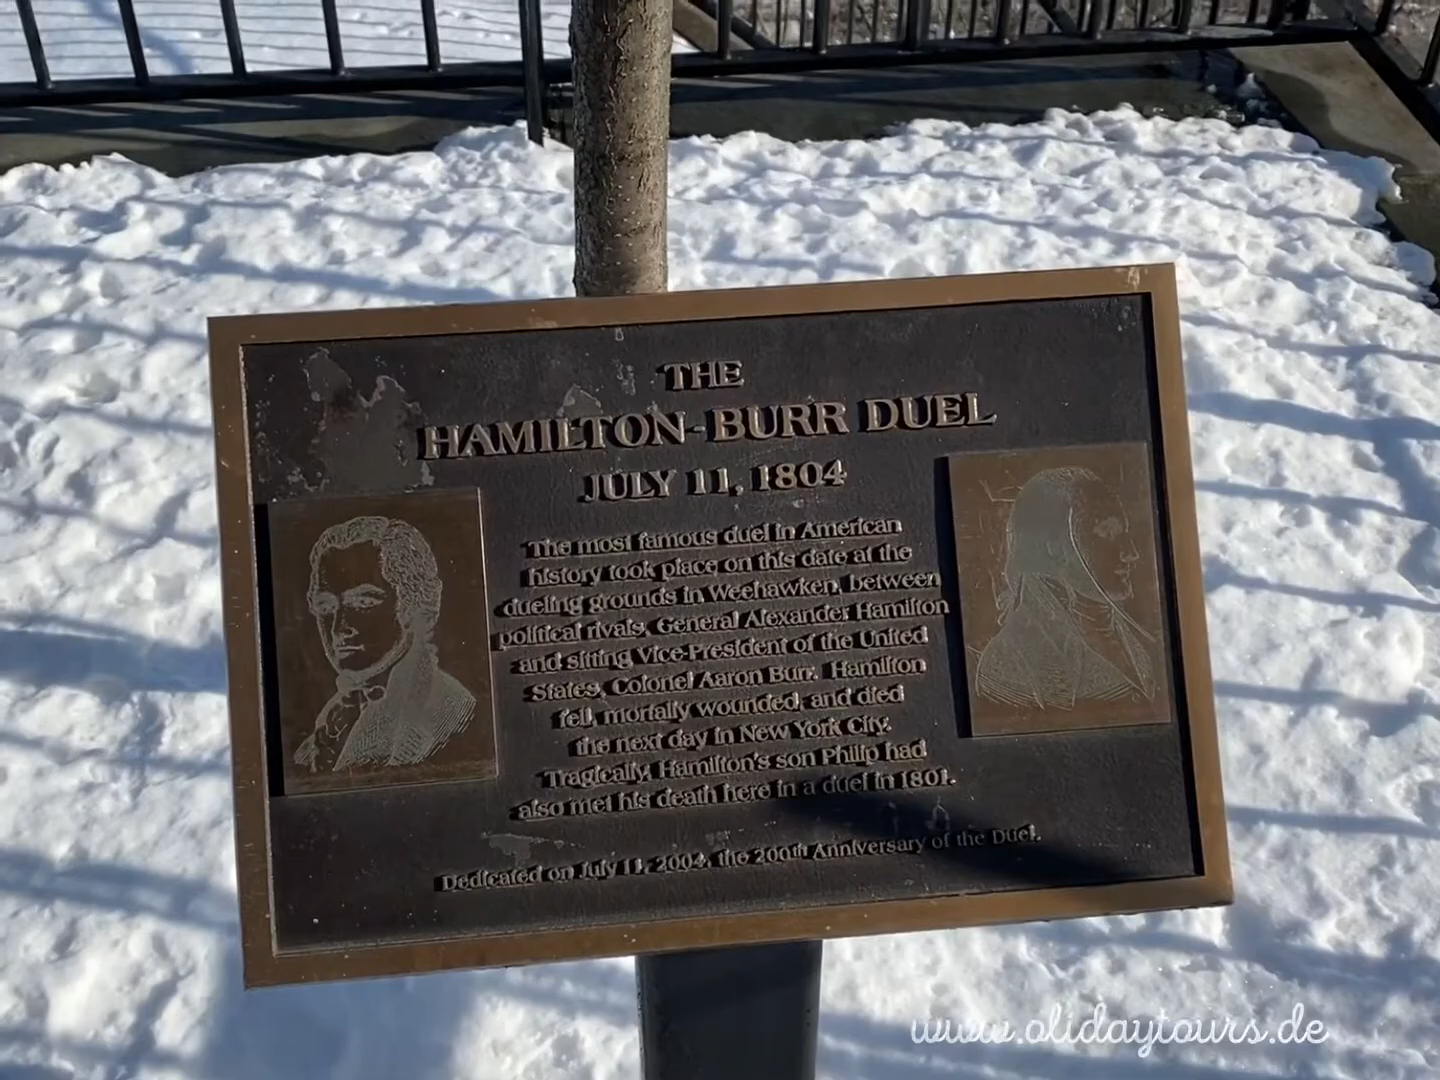 THE
HAMILTON-BURR DUEL
JULY 11, 1804
The most famous duel in American
history took place on this date at the
dueling grounds in Weehawken, between
political rivals, General Alexander Hamilton
and sitting Vice-President of the United
States, Colonel Aaron Burr. Hamilton
fell, mortally wounded, and died
the next day in New York City.
Tragically, Hamilton's son Philip had
also met his death here in a duel in 1801.
Dedicated on July 11, 2004, the 200th Anniversary of the Duel.
www.olidaytours.de